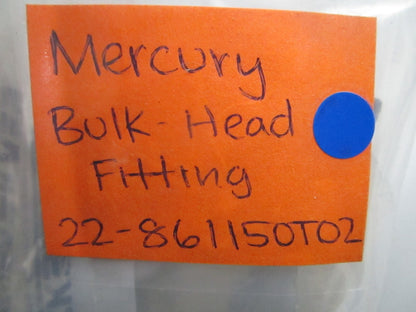 Mercury
Bulk-Head
Fitting
22-861150T02